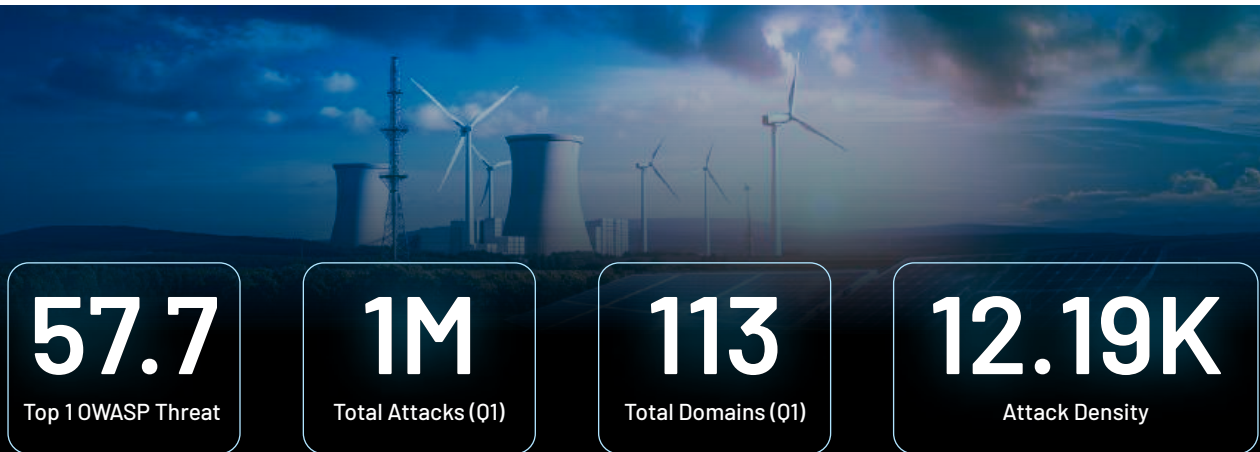 57.7
Top 1 OWASP Threat
1M
Total Attacks (Q1)
113
Total Domains (Q1)
12.19K
Attack Density